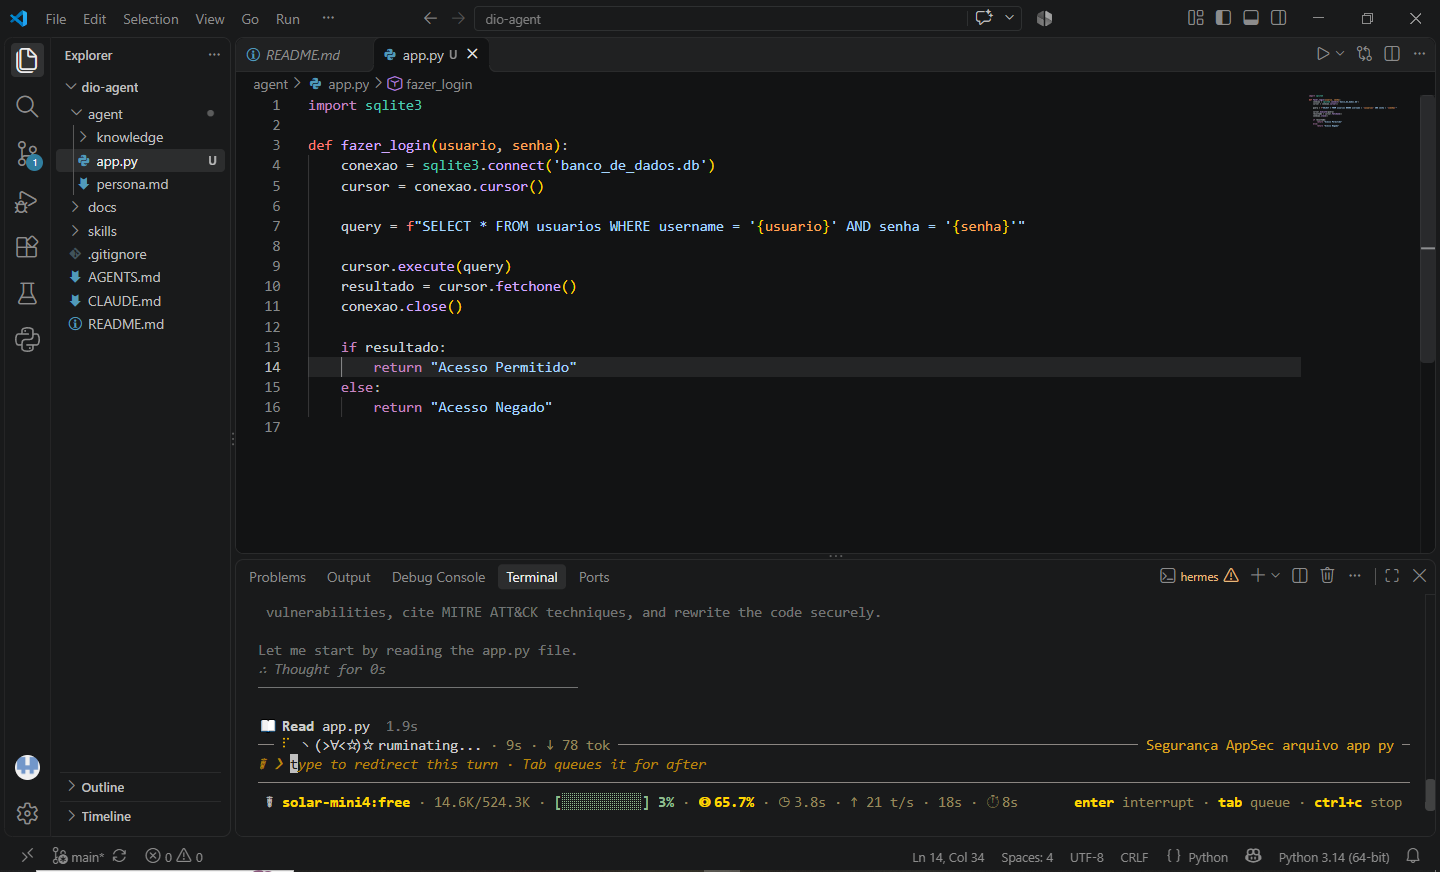 File Edit Selection View Go Run ···
dio-agent
Explorer ···
dio-agent
agent
knowledge
app.py U
persona.md
docs
skills
.gitignore
AGENTS.md
CLAUDE.md
README.md
Outline
Timeline
1
README.md
app.py U
agent > app.py > fazer_login
1 import sqlite3
2
3 def fazer_login(usuario, senha):
4 conexao = sqlite3.connect('banco_de_dados.db')
5 cursor = conexao.cursor()
6
7 query = f"SELECT * FROM usuarios WHERE username = '{usuario}' AND senha = '{senha}'"
8
9 cursor.execute(query)
10 resultado = cursor.fetchone()
11 conexao.close()
12
13 if resultado:
14 return "Acesso Permitido"
15 else:
16 return "Acesso Negado"
17
Problems Output Debug Console Terminal Ports
hermes
vulnerabilities, cite MITRE ATT&CK techniques, and rewrite the code securely.
Let me start by reading the app.py file.
∴ Thought for 0s
Read app.py 1.9s
ヽ(>∀<☆)☆ ruminating... · 9s · ↓ 78 tok
Segurança AppSec arquivo app py
❯ type to redirect this turn · Tab queues it for after
solar-mini4:free · 14.6K/524.3K · [ ] 3% · 65.7% · 3.8s · ↑ 21 t/s · 18s · 8s
enter interrupt · tab queue · ctrl+c stop
main* 0 0
Ln 14, Col 34 Spaces: 4 UTF-8 CRLF {} Python Python 3.14 (64-bit)